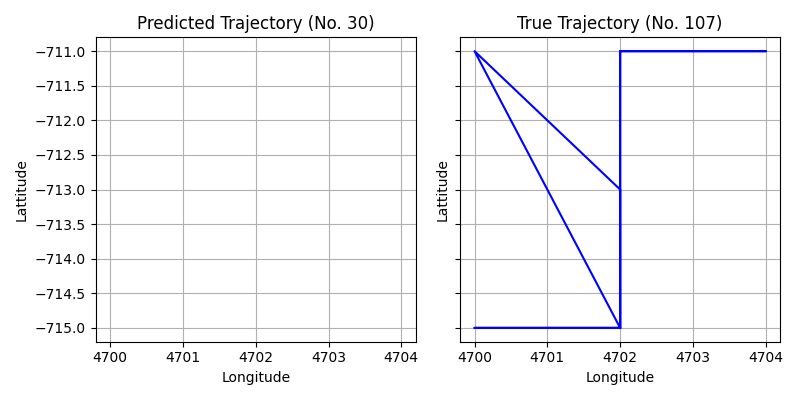 Predicted Trajectory (No. 30)
True Trajectory (No. 107)
−711.0
−711.5
−712.0
−712.5
−713.0
−713.5
−714.0
−714.5
−715.0
Lattitude
Lattitude
4700 4701 4702 4703 4704
4700 4701 4702 4703 4704
Longitude
Longitude